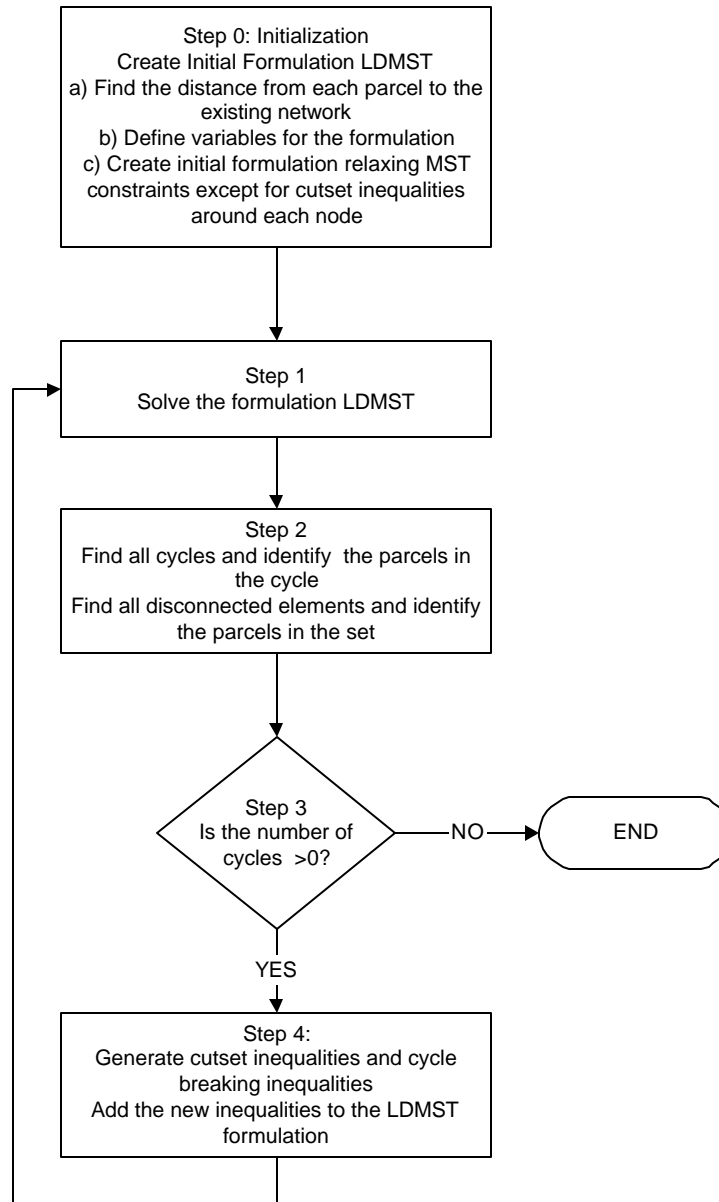 Step 0: Initialization
Create Initial Formulation LDMST
a) Find the distance from each parcel to the
existing network
b) Define variables for the formulation
c) Create initial formulation relaxing MST
constraints except for cutset inequalities
around each node
Step 1
Solve the formulation LDMST
Step 2
Find all cycles and identify the parcels in
the cycle
Find all disconnected elements and identify
the parcels in the set
Step 3
Is the number of
cycles >0?
NO
END
YES
Step 4:
Generate cutset inequalities and cycle
breaking inequalities
Add the new inequalities to the LDMST
formulation